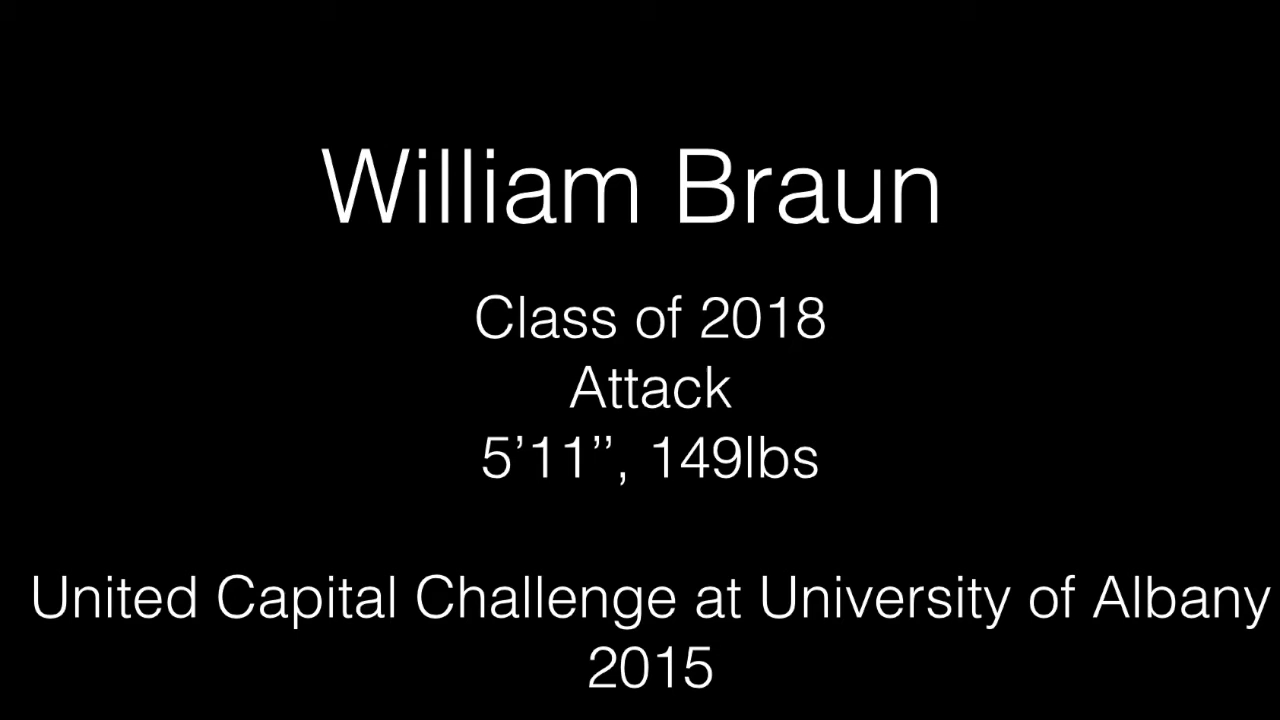 William Braun
Class of 2018
Attack
5’11’’, 149lbs
United Capital Challenge at University of Albany
2015